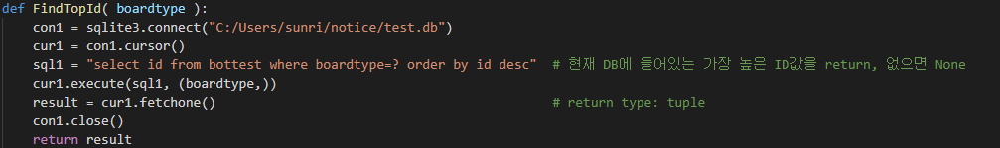 def FindTopId( boardtype ):
    con1 = sqlite3.connect("C:/Users/sunri/notice/test.db")
    cur1 = con1.cursor()
    sql1 = "select id from bottest where boardtype=? order by id desc"  # 현재 DB에 들어있는 가장 높은 ID값을 return, 없으면 None
    cur1.execute(sql1, (boardtype,))
    result = cur1.fetchone()                                            # return type: tuple
    con1.close()
    return result